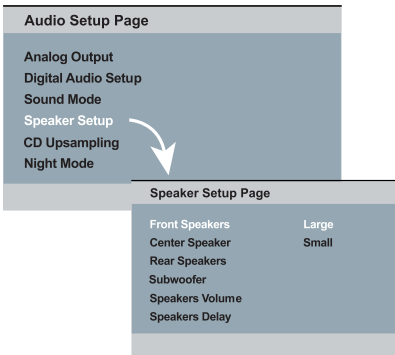 Audio Setup Page
Analog Output
Digital Audio Setup
Sound Mode
Speaker Setup
CD Upsampling
Night Mode
Speaker Setup Page
Front Speakers Large
Center Speaker Small
Rear Speakers
Subwoofer
Speakers Volume
Speakers Delay